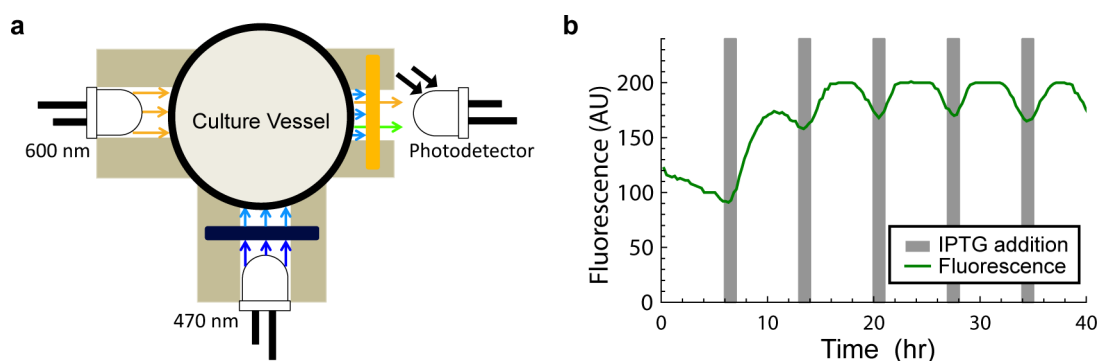 a
Culture Vessel
600 nm
Photodetector
470 nm
b
Fluorescence (AU)
200
150
100
50
0
IPTG addition
Fluorescence
0 10 20 30 40
Time (hr)